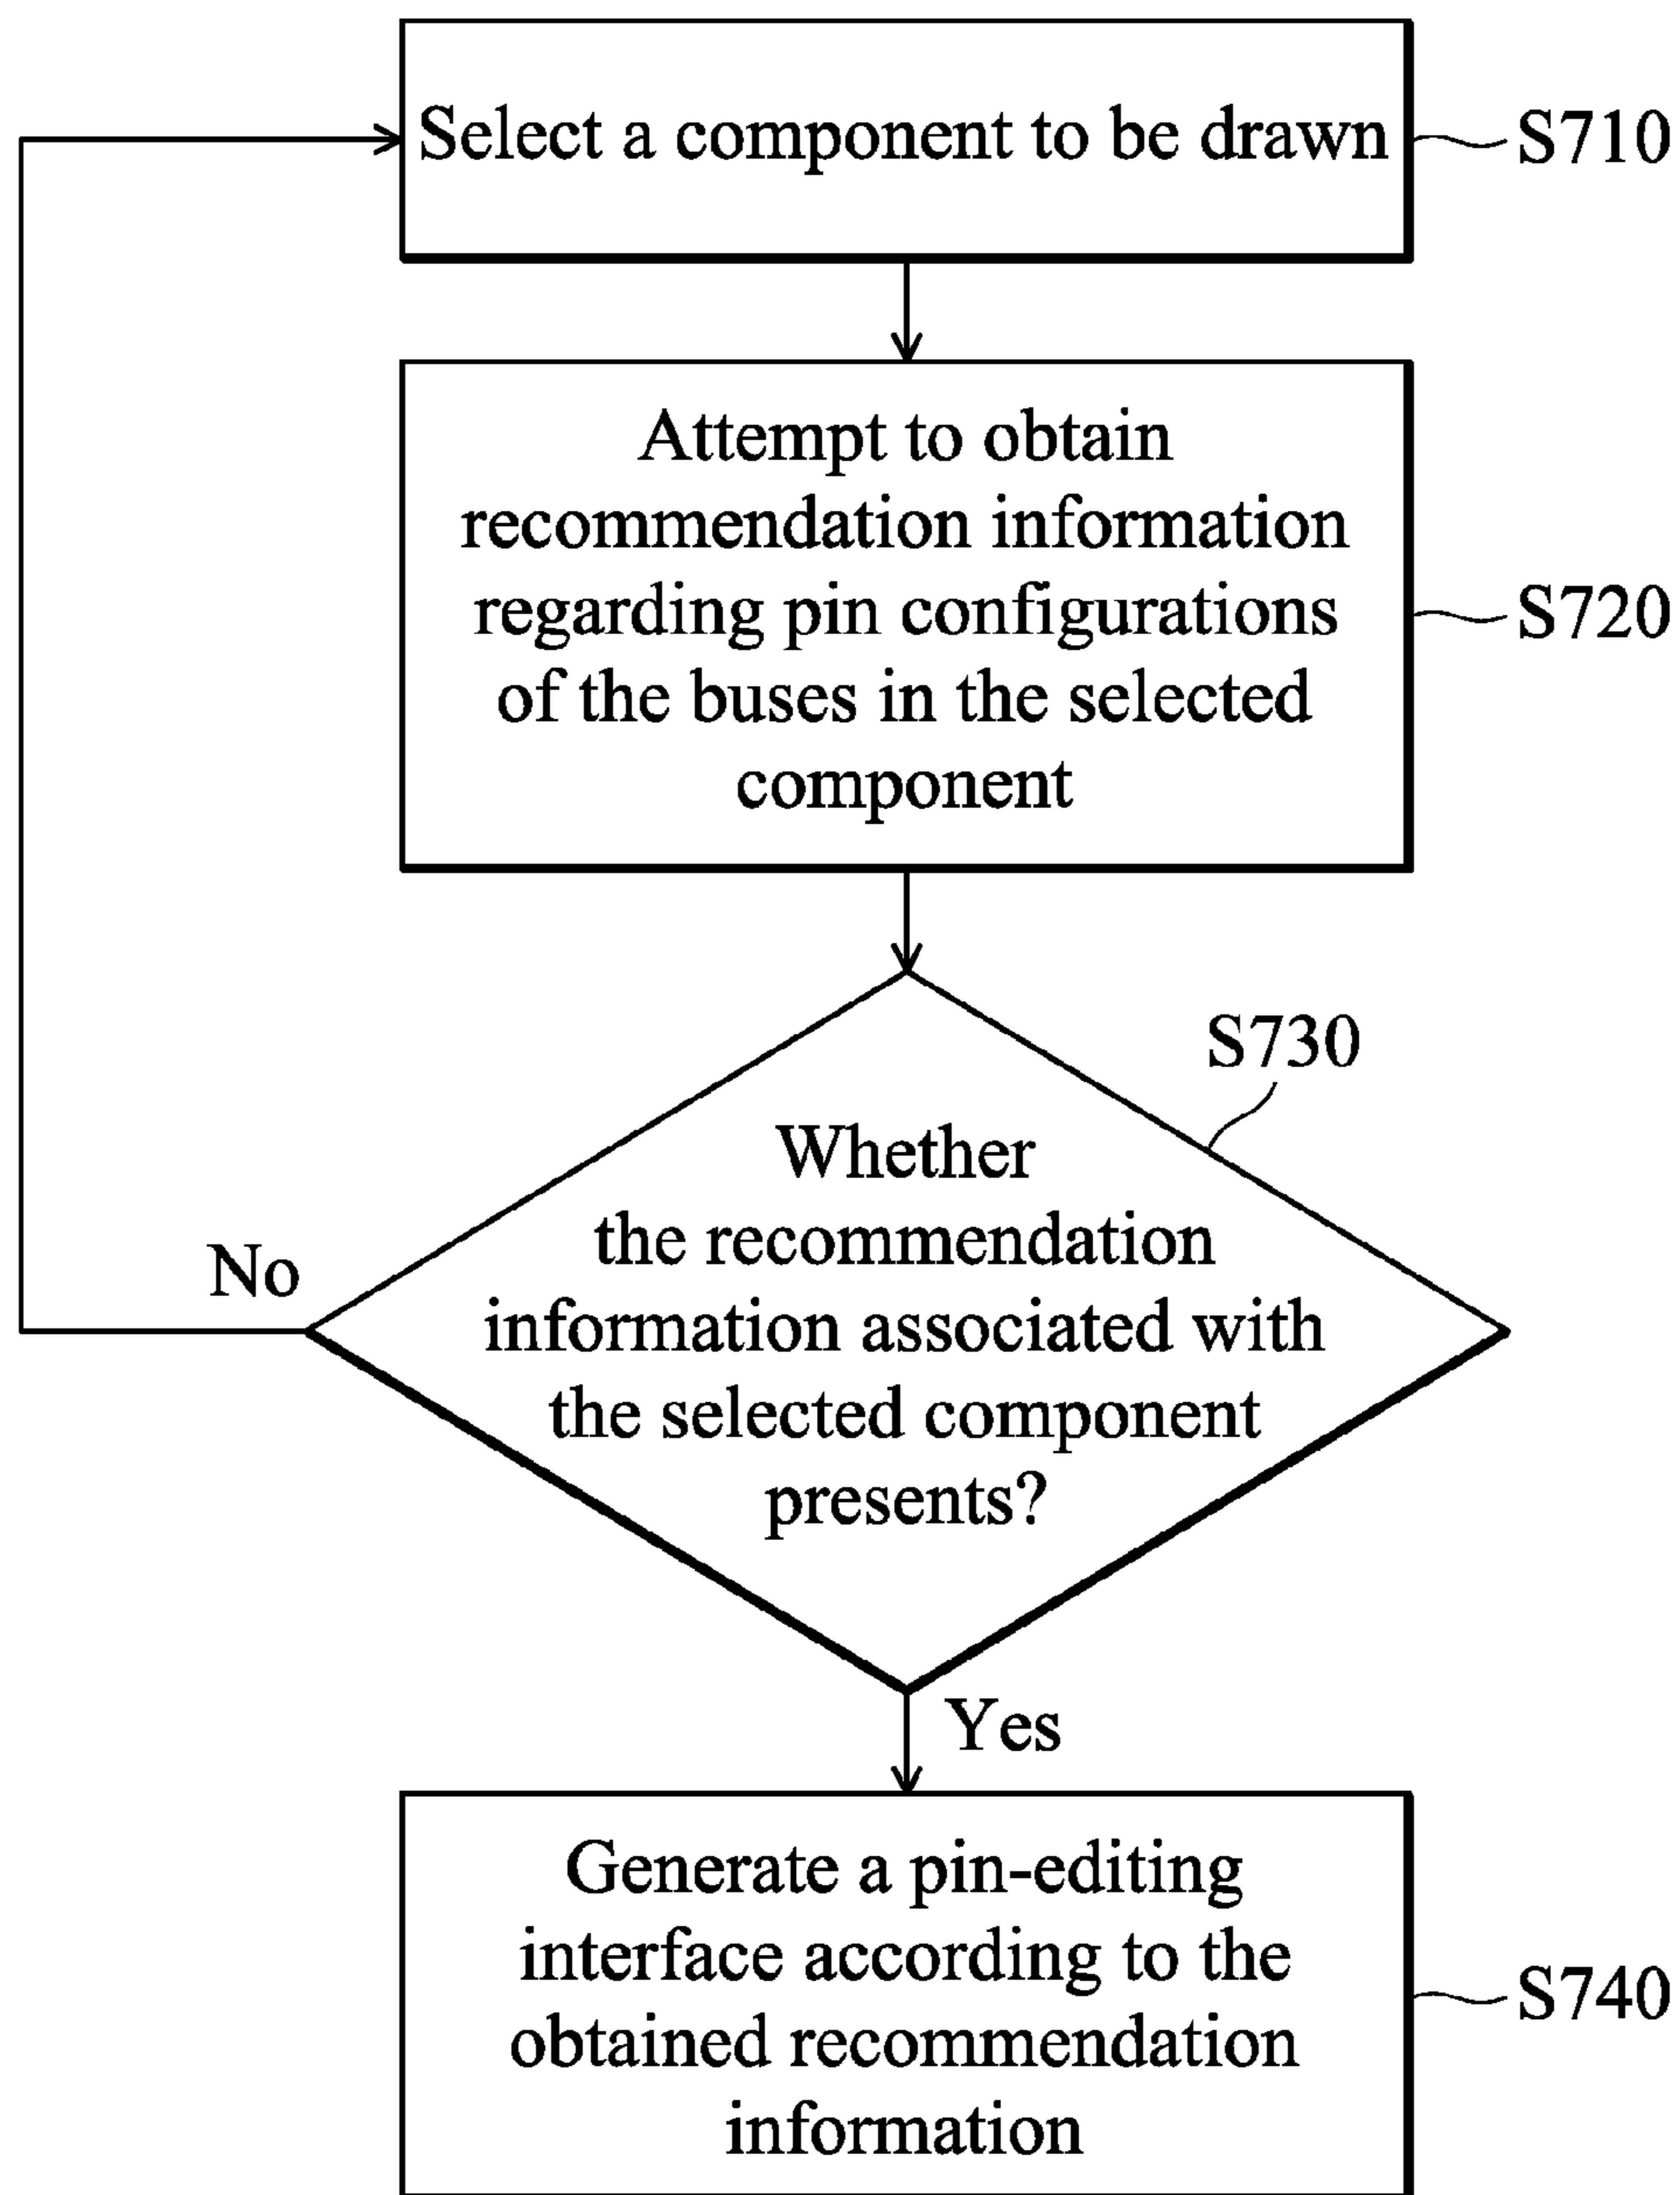 Select a component to be drawn
S710
Attempt to obtain
recommendation information
regarding pin configurations
of the buses in the selected
component
S720
S730
Whether
the recommendation
information associated with
the selected component
presents?
No
Yes
Generate a pin-editing
interface according to the
obtained recommendation
information
S740